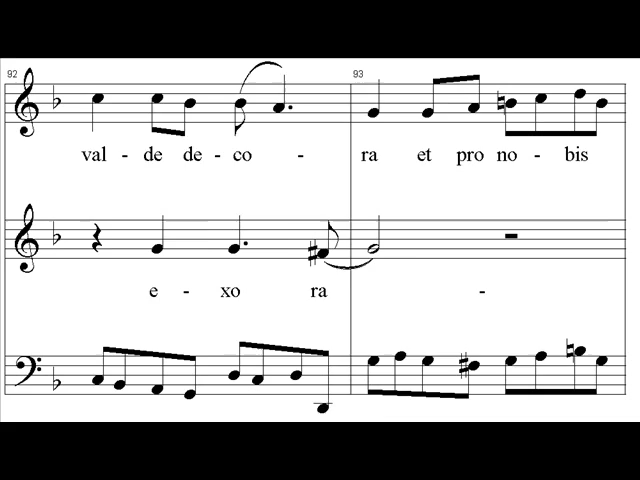 92 93
val - de de - co - ra et pro no - bis
e - xo ra -